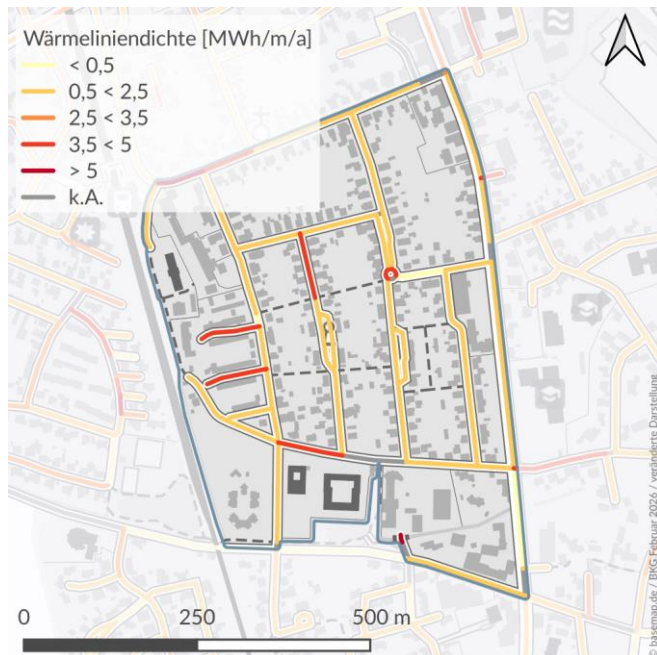 Wärmeliniendichte [MWh/m/a]
< 0,5
0,5 < 2,5
2,5 < 3,5
3,5 < 5
> 5
k.A.
© basemap.de / BKG Februar 2026 / veränderte Darstellung
0 250 500 m